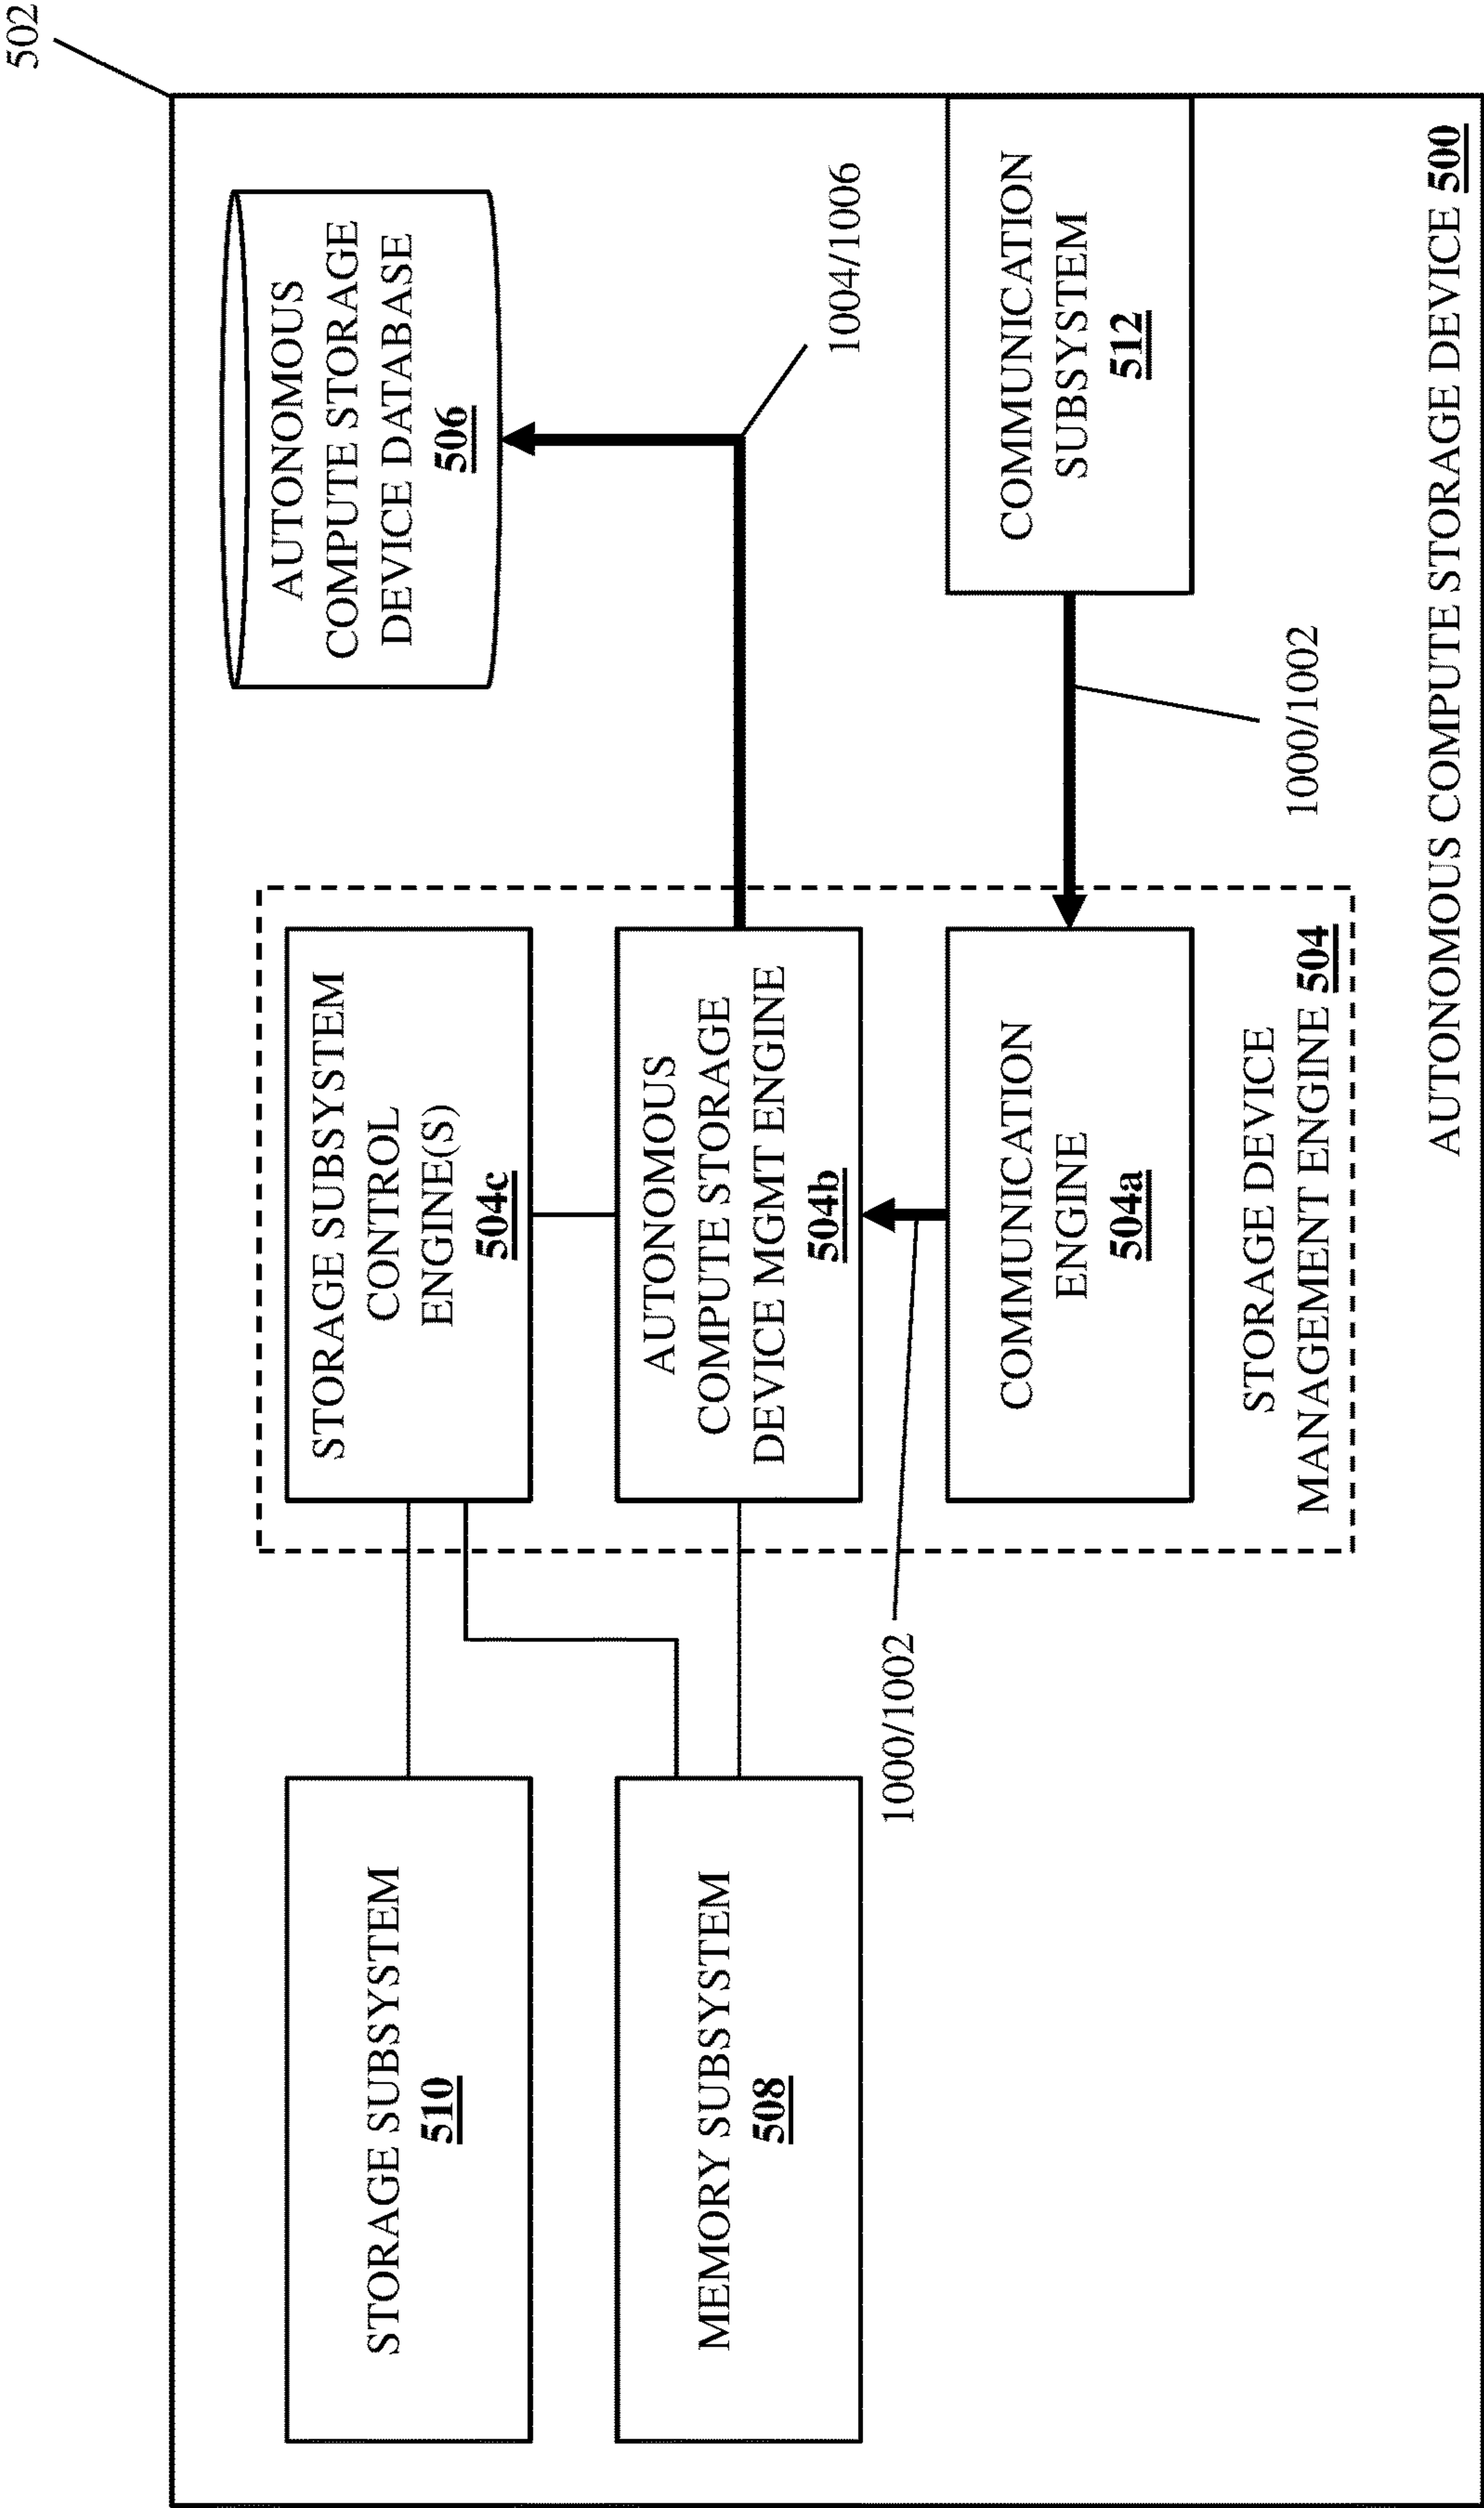 502
STORAGE SUBSYSTEM
510
STORAGE SUBSYSTEM
CONTROL
ENGINE(S)
504c
AUTONOMOUS
COMPUTE STORAGE
DEVICE DATABASE
506
MEMORY SUBSYSTEM
508
AUTONOMOUS
COMPUTE STORAGE
DEVICE MGMT ENGINE
504b
1004/1006
1000/1002
COMMUNICATION
ENGINE
504a
COMMUNICATION
SUBSYSTEM
512
1000/1002
STORAGE DEVICE
MANAGEMENT ENGINE 504
AUTONOMOUS COMPUTE STORAGE DEVICE 500